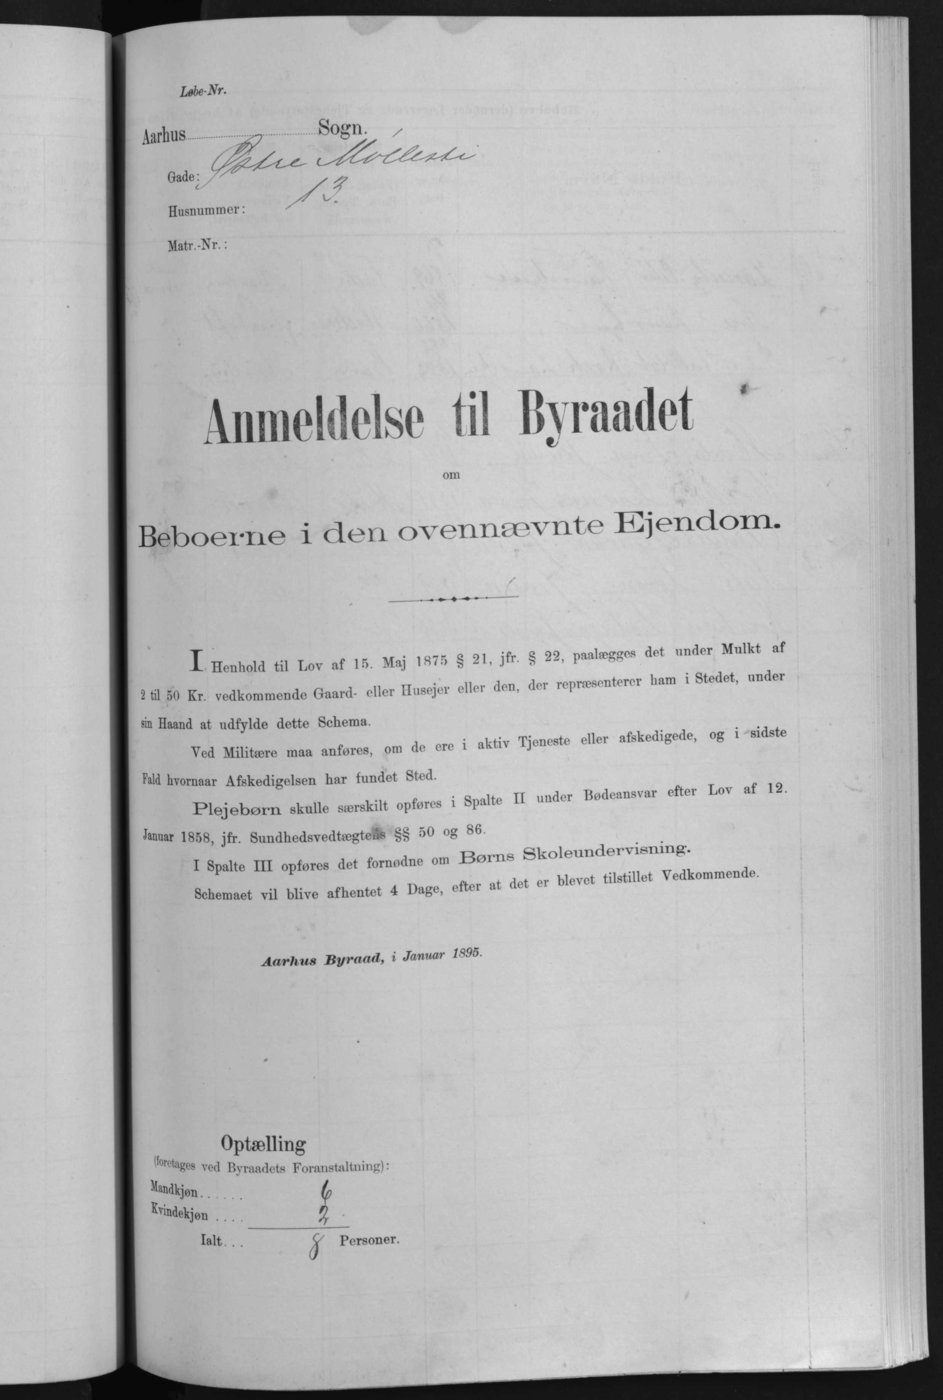 Løbe-Nr.
Aarhus Sogn.
Gade: Østre Møllesti
Husnummer: 13.
Matr.-Nr.:
Anmeldelse til Byraadet
om
Beboerne i den ovennævnte Ejendom.
I Henhold til Lov af 15. Maj 1875 § 21, jfr. § 22, paalægges det under Mulkt af
2 til 50 Kr. vedkommende Gaard- eller Husejer eller den, der repræsenterer ham i Stedet, under
sin Haand at udfylde dette Schema.
Ved Militære maa anføres, om de ere i aktiv Tjeneste eller afskedigede, og i sidste
Fald hvornaar Afskedigelsen har fundet Sted.
Plejebørn skulle særskilt opføres i Spalte II under Bødeansvar efter Lov af 12.
Januar 1858, jfr. Sundhedsvedtægtens §§ 50 og 86.
I Spalte III opføres det fornødne om Børns Skoleundervisning.
Schemaet vil blive afhentet 4 Dage, efter at det er blevet tilstillet Vedkommende.
Aarhus Byraad, i Januar 1895.
Optælling
(foretages ved Byraadets Foranstaltning):
Mandkjøn...... 6
Kvindekjøn .... 2
Ialt... 8 Personer.